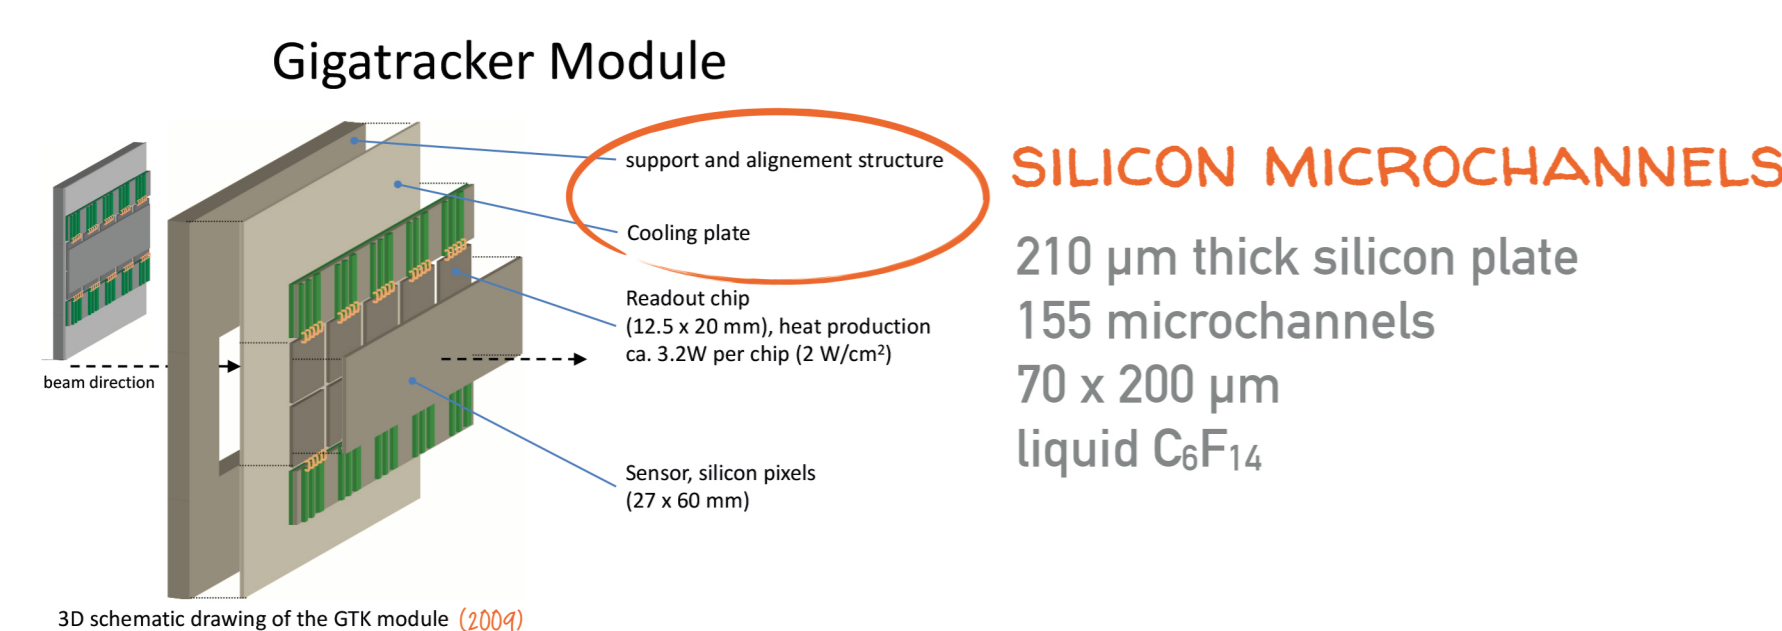 Gigatracker Module
support and alignement structure
Cooling plate
Readout chip
(12.5 x 20 mm), heat production
ca. 3.2W per chip (2 W/cm²)
beam direction
Sensor, silicon pixels
(27 x 60 mm)
3D schematic drawing of the GTK module (2009)
SILICON MICROCHANNELS
210 µm thick silicon plate
155 microchannels
70 x 200 µm
liquid C₆F₁₄